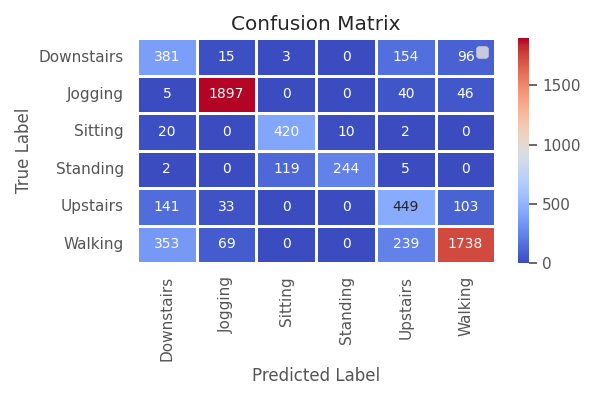 Confusion Matrix
True Label
Downstairs 381 15 3 0 154 96
Jogging 5 1897 0 0 40 46
Sitting 20 0 420 10 2 0
Standing 2 0 119 244 5 0
Upstairs 141 33 0 0 449 103
Walking 353 69 0 0 239 1738
Downstairs Jogging Sitting Standing Upstairs Walking
Predicted Label
1500
1000
500
0